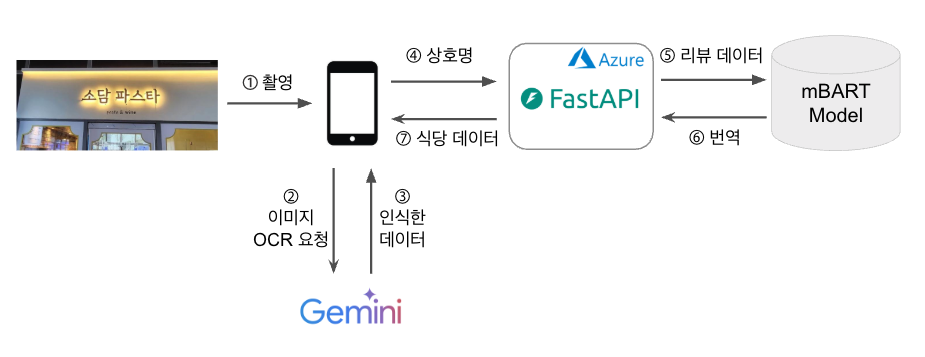 소담 파스타
① 촬영
② 이미지
OCR 요청
③ 인식한
데이터
Gemini
④ 상호명
⑦ 식당 데이터
Azure
FastAPI
⑤ 리뷰 데이터
⑥ 번역
mBART
Model